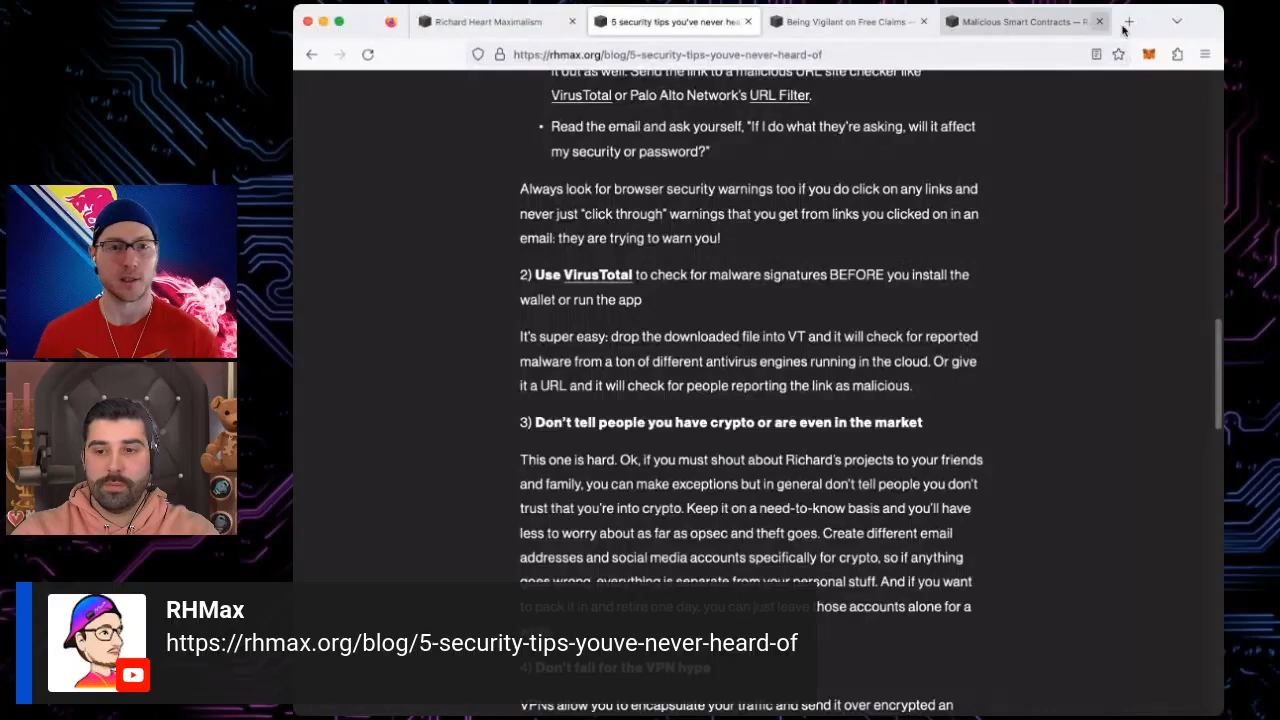 Richard Heart Maximalism
5 security tips you've never hea
Being Vigilant on Free Claims —
Malicious Smart Contracts — R
https://rhmax.org/blog/5-security-tips-youve-never-heard-of
it out as well. Send the link to a malicious URL site checker like
VirusTotal or Palo Alto Network's URL Filter.
• Read the email and ask yourself, "If I do what they're asking, will it affect
my security or password?"
Always look for browser security warnings too if you do click on any links and
never just "click through" warnings that you get from links you clicked on in an
email: they are trying to warn you!
2) Use VirusTotal to check for malware signatures BEFORE you install the
wallet or run the app
It's super easy: drop the downloaded file into VT and it will check for reported
malware from a ton of different antivirus engines running in the cloud. Or give
it a URL and it will check for people reporting the link as malicious.
3) Don't tell people you have crypto or are even in the market
This one is hard. Ok, if you must shout about Richard's projects to your friends
and family, you can make exceptions but in general don't tell people you don't
trust that you're into crypto. Keep it on a need-to-know basis and you'll have
less to worry about as far as opsec and theft goes. Create different email
addresses and social media accounts specifically for crypto, so if anything
goes wrong, everything is separate from your personal stuff. And if you want
to pack it in and retire one day, you can just leave those accounts alone for a
4) Don't fall for the VPN hype
VPNs allow you to encapsulate your traffic and send it over encrypted an
RHMax
https://rhmax.org/blog/5-security-tips-youve-never-heard-of